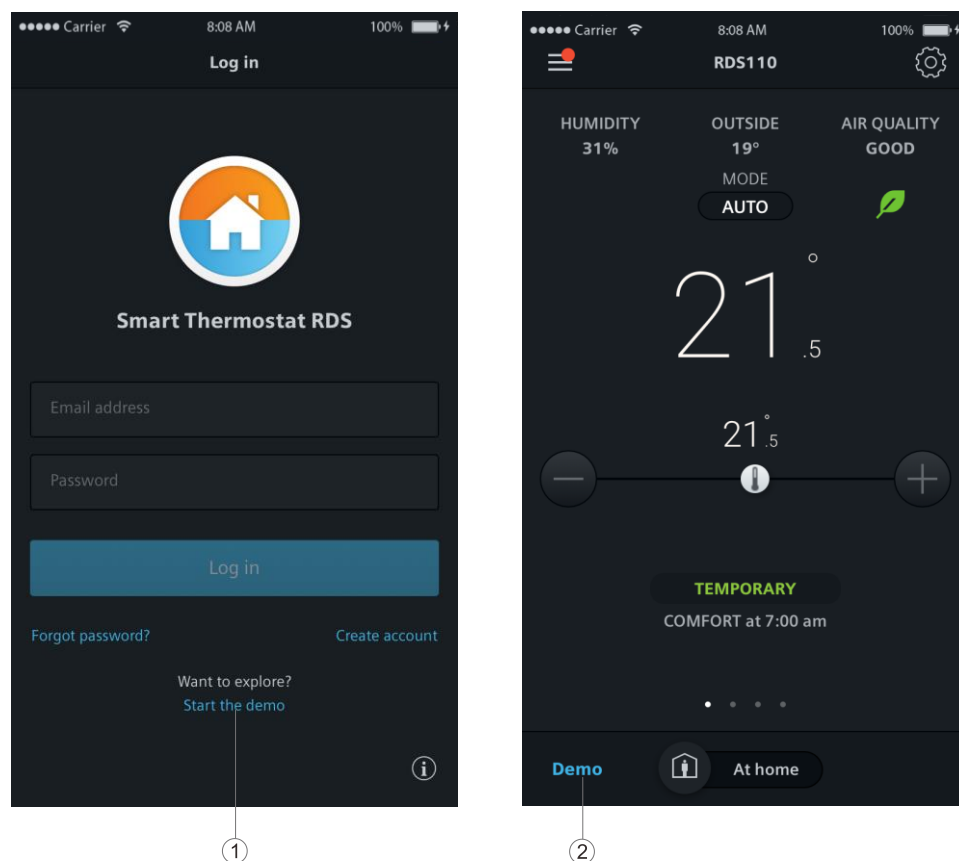 Carrier 8:08 AM 100%
Log in
Smart Thermostat RDS
Email address
Password
Log in
Forgot password? Create account
Want to explore?
Start the demo
i
1
Carrier 8:08 AM 100%
RDS110
HUMIDITY OUTSIDE AIR QUALITY
31% 19° GOOD
MODE
AUTO
21.5°
21.5°
TEMPORARY
COMFORT at 7:00 am
Demo At home
2